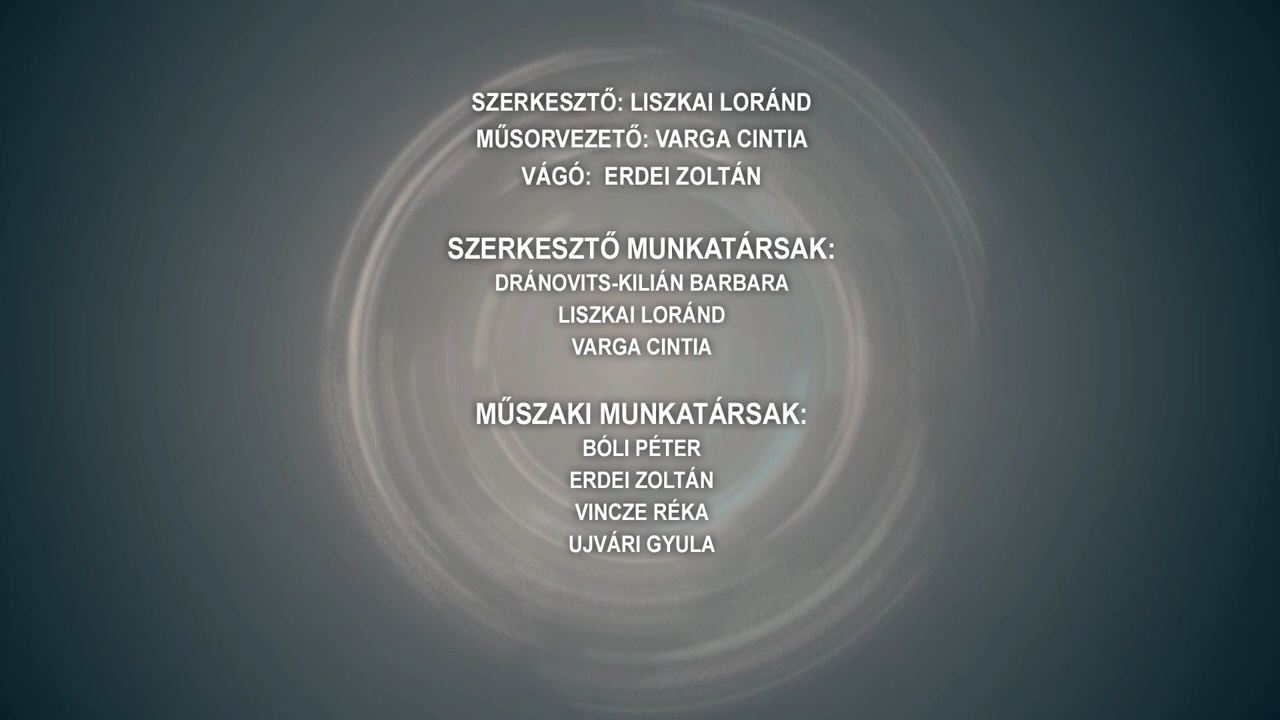 SZERKESZTŐ: LISZKAI LORÁND
MŰSORVEZETŐ: VARGA CINTIA
VÁGÓ: ERDEI ZOLTÁN
SZERKESZTŐ MUNKATÁRSAK:
DRÁNOVITS-KILIÁN BARBARA
LISZKAI LORÁND
VARGA CINTIA
MŰSZAKI MUNKATÁRSAK:
BÓLI PÉTER
ERDEI ZOLTÁN
VINCZE RÉKA
UJVÁRI GYULA